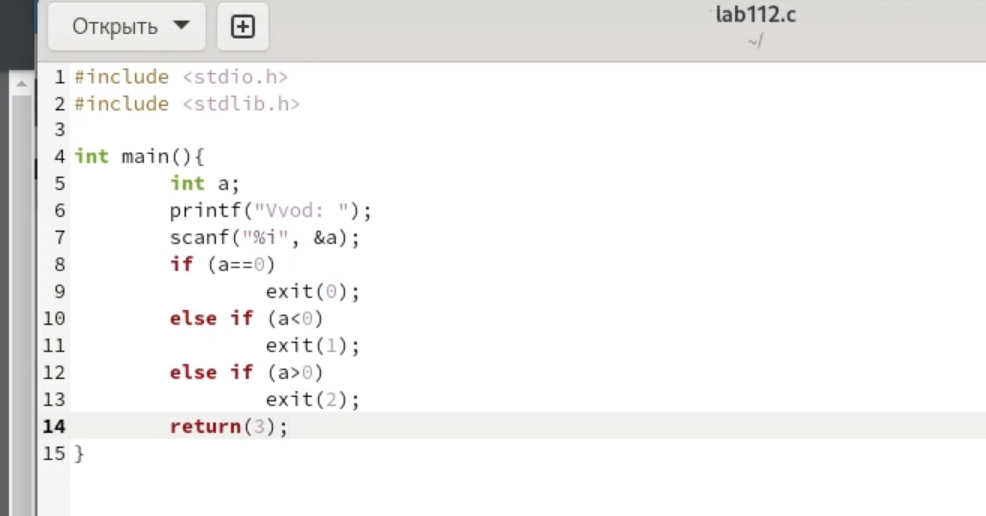 Открыть
lab112.c
~/
1 #include <stdio.h>
2 #include <stdlib.h>
3
4 int main(){
5 int a;
6 printf("Vvod: ");
7 scanf("%i", &a);
8 if (a==0)
9 exit(0);
10 else if (a<0)
11 exit(1);
12 else if (a>0)
13 exit(2);
14 return(3);
15 }